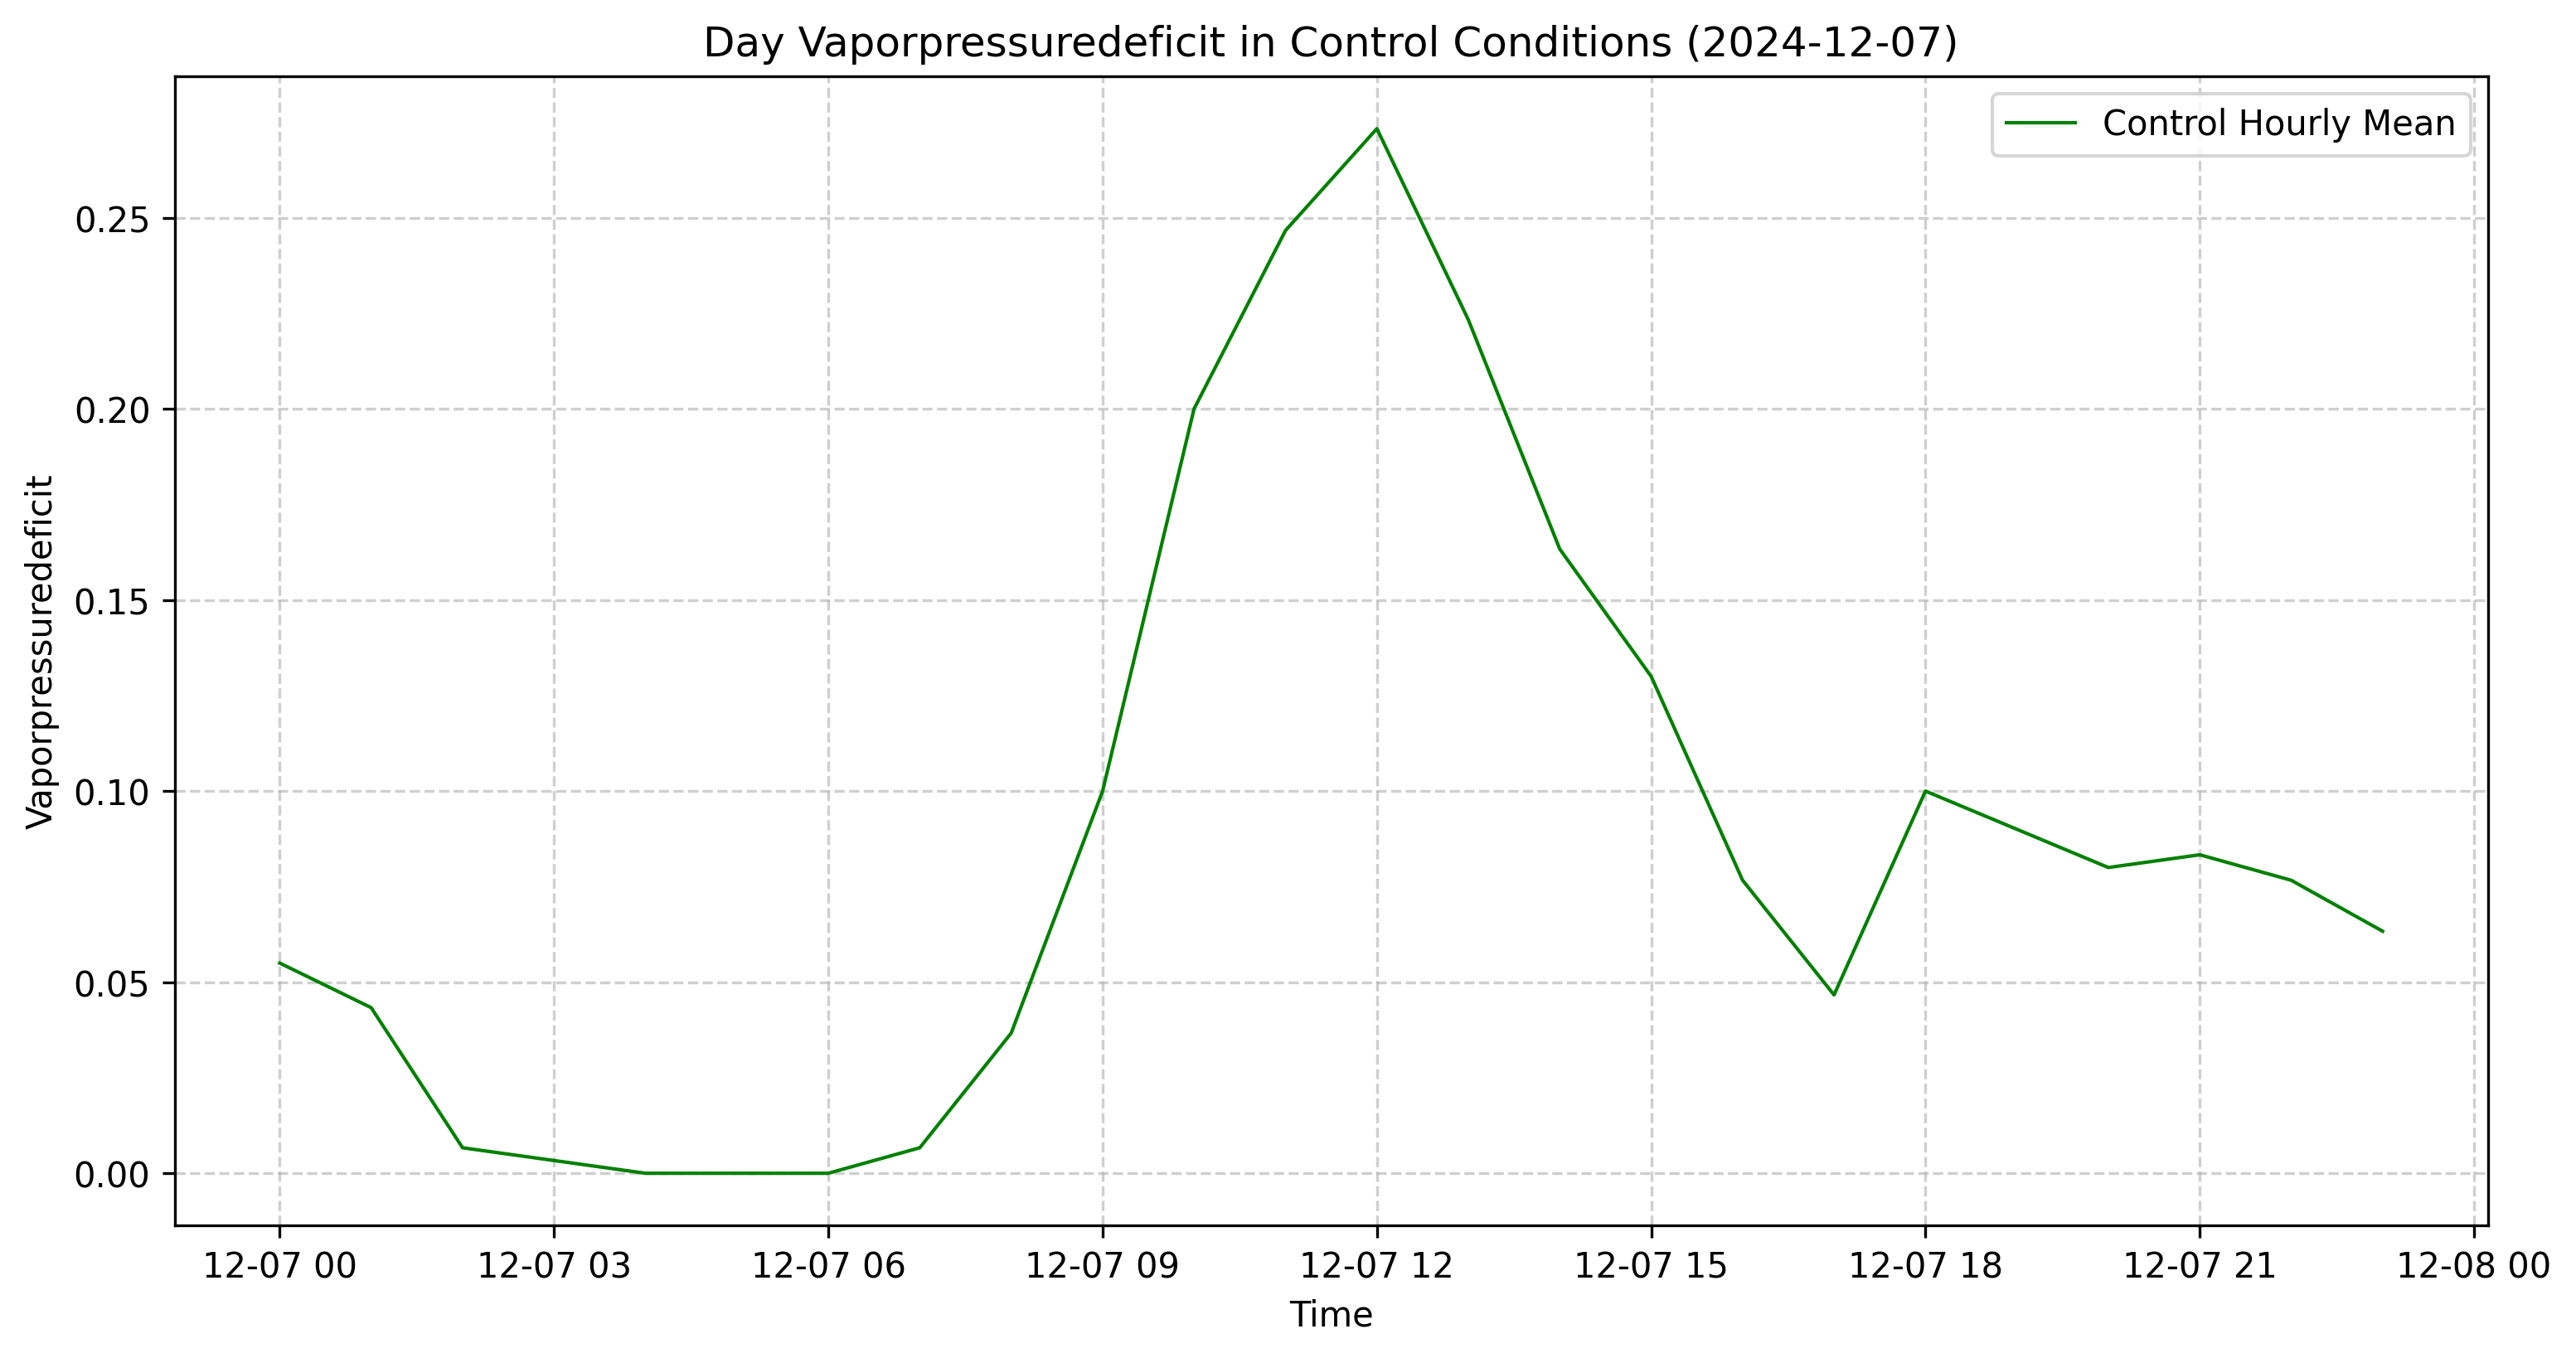 Day Vaporpressuredeficit in Control Conditions (2024-12-07)
Control Hourly Mean
Vaporpressuredeficit
0.25
0.20
0.15
0.10
0.05
0.00
12-07 00 12-07 03 12-07 06 12-07 09 12-07 12 12-07 15 12-07 18 12-07 21 12-08 00
Time